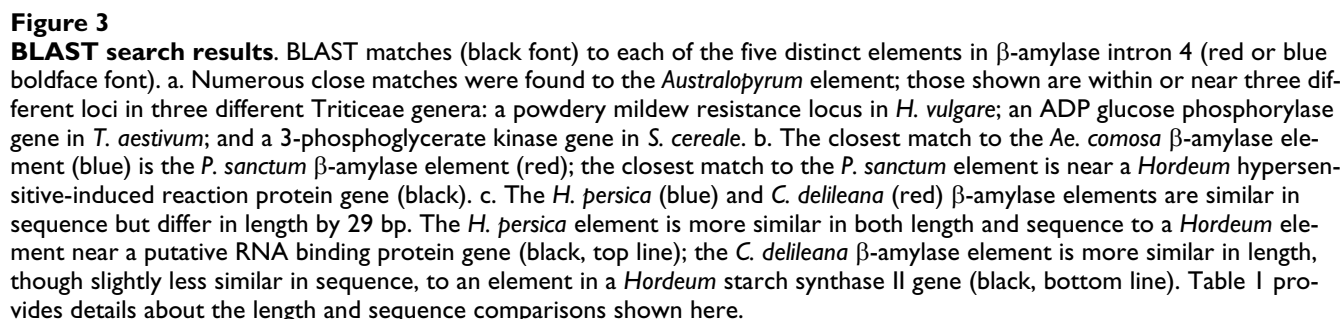 Figure 3
BLAST search results. BLAST matches (black font) to each of the five distinct elements in β-amylase intron 4 (red or blue
boldface font). a. Numerous close matches were found to the Australopyrum element; those shown are within or near three dif-
ferent loci in three different Triticeae genera: a powdery mildew resistance locus in H. vulgare; an ADP glucose phosphorylase
gene in T. aestivum; and a 3-phosphoglycerate kinase gene in S. cereale. b. The closest match to the Ae. comosa β-amylase ele-
ment (blue) is the P. sanctum β-amylase element (red); the closest match to the P. sanctum element is near a Hordeum hypersen-
sitive-induced reaction protein gene (black). c. The H. persica (blue) and C. delileana (red) β-amylase elements are similar in
sequence but differ in length by 29 bp. The H. persica element is more similar in both length and sequence to a Hordeum ele-
ment near a putative RNA binding protein gene (black, top line); the C. delileana β-amylase element is more similar in length,
though slightly less similar in sequence, to an element in a Hordeum starch synthase II gene (black, bottom line). Table 1 pro-
vides details about the length and sequence comparisons shown here.